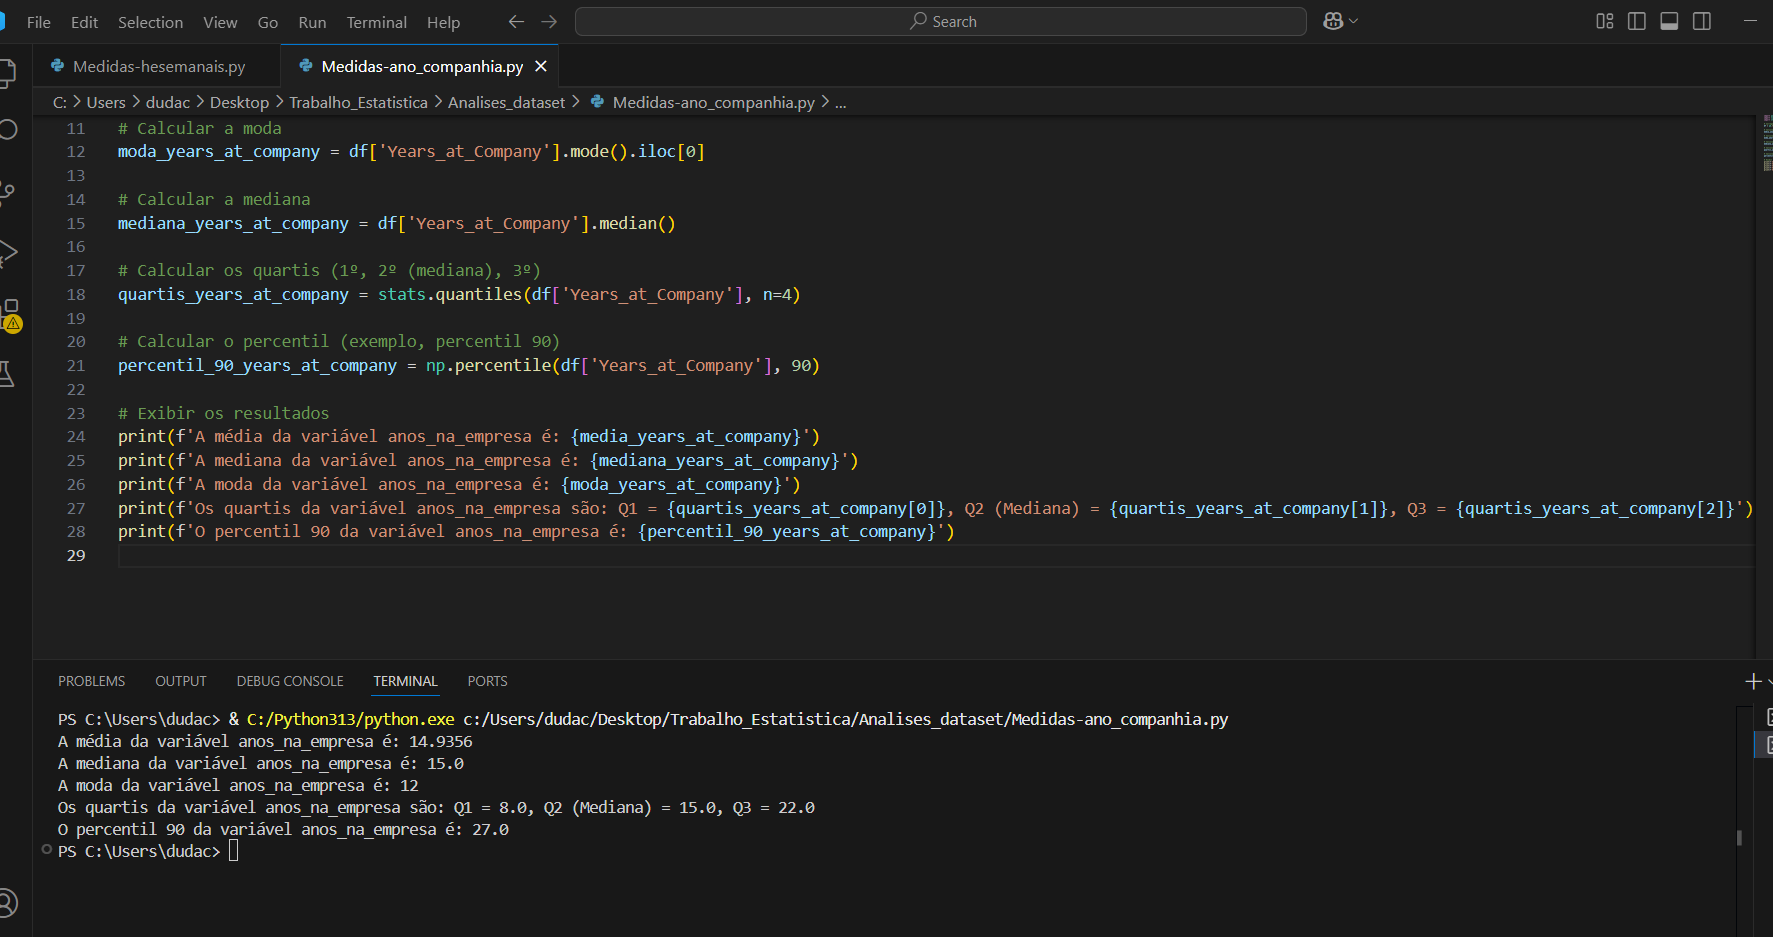 File Edit Selection View Go Run Terminal Help Search
Medidas-hesemanais.py Medidas-ano_companhia.py
C: > Users > dudac > Desktop > Trabalho_Estatistica > Analises_dataset > Medidas-ano_companhia.py > ...
11 # Calcular a moda
12 moda_years_at_company = df['Years_at_Company'].mode().iloc[0]
13
14 # Calcular a mediana
15 mediana_years_at_company = df['Years_at_Company'].median()
16
17 # Calcular os quartis (1º, 2º (mediana), 3º)
18 quartis_years_at_company = stats.quantiles(df['Years_at_Company'], n=4)
19
20 # Calcular o percentil (exemplo, percentil 90)
21 percentil_90_years_at_company = np.percentile(df['Years_at_Company'], 90)
22
23 # Exibir os resultados
24 print(f'A média da variável anos_na_empresa é: {media_years_at_company}')
25 print(f'A mediana da variável anos_na_empresa é: {mediana_years_at_company}')
26 print(f'A moda da variável anos_na_empresa é: {moda_years_at_company}')
27 print(f'Os quartis da variável anos_na_empresa são: Q1 = {quartis_years_at_company[0]}, Q2 (Mediana) = {quartis_years_at_company[1]}, Q3 = {quartis_years_at_company[2]}')
28 print(f'O percentil 90 da variável anos_na_empresa é: {percentil_90_years_at_company}')
29
PROBLEMS OUTPUT DEBUG CONSOLE TERMINAL PORTS
PS C:\Users\dudac> & C:/Python313/python.exe c:/Users/dudac/Desktop/Trabalho_Estatistica/Analises_dataset/Medidas-ano_companhia.py
A média da variável anos_na_empresa é: 14.9356
A mediana da variável anos_na_empresa é: 15.0
A moda da variável anos_na_empresa é: 12
Os quartis da variável anos_na_empresa são: Q1 = 8.0, Q2 (Mediana) = 15.0, Q3 = 22.0
O percentil 90 da variável anos_na_empresa é: 27.0
PS C:\Users\dudac>